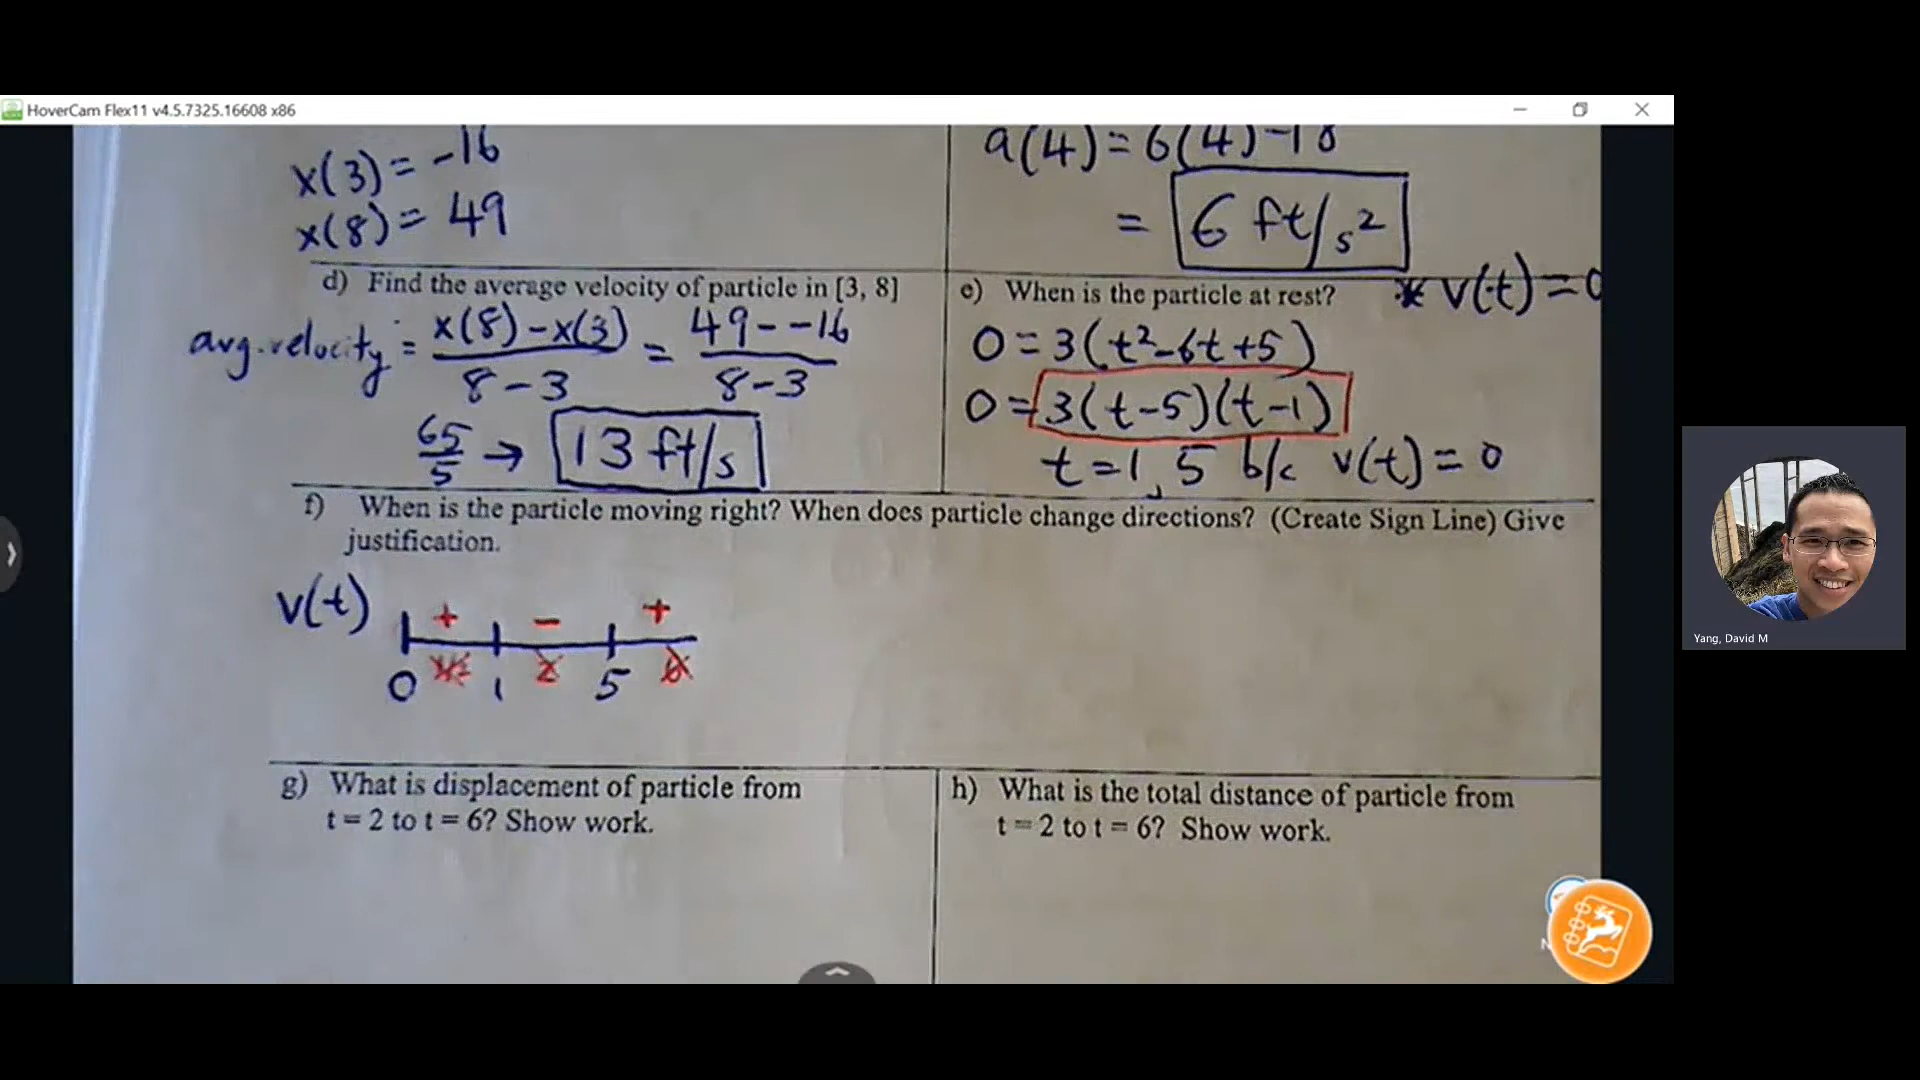 HoverCam Flex11 v4.5.7325.16608 x86
x(3) = -16
x(8) = 49
a(4) = 6(4) - 18
= 6 ft/s²
d) Find the average velocity of particle in [3, 8]
avg. velocity = x(8) - x(3) / 8 - 3 = 49 - -16 / 8 - 3
65/5 → 13 ft/s
e) When is the particle at rest? * v(t) = 0
0 = 3(t² - 6t + 5)
0 = 3(t - 5)(t - 1)
t = 1, 5 b/c v(t) = 0
f) When is the particle moving right? When does particle change directions? (Create Sign Line) Give
justification.
v(t)
+ - +
0 1 2 5 6
g) What is displacement of particle from
t = 2 to t = 6? Show work.
h) What is the total distance of particle from
t = 2 to t = 6? Show work.
Yang, David M